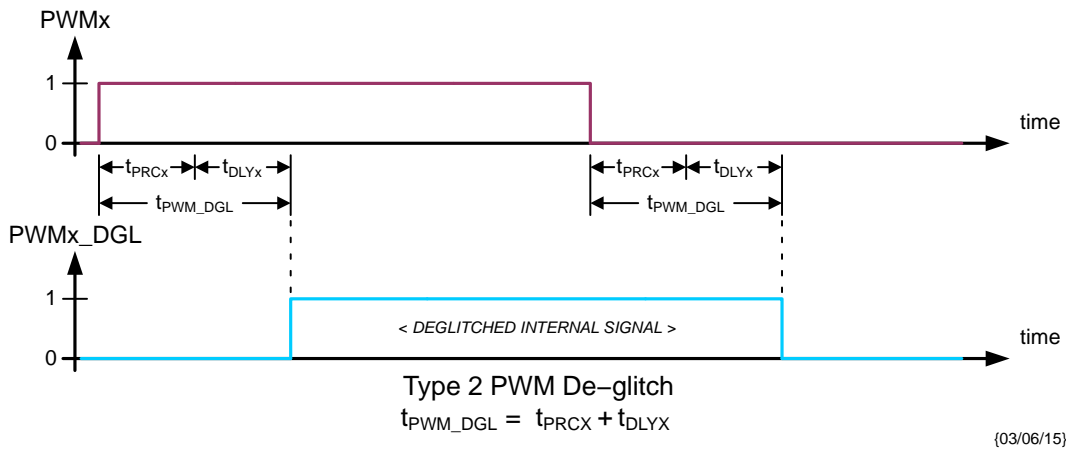 PWMx
1
0
time
tPRCx tDLYx tPRCx tDLYx
tPWM_DGL tPWM_DGL
PWMx_DGL
1
< DEGLITCHED INTERNAL SIGNAL >
0
time
Type 2 PWM De−glitch
tPWM_DGL = tPRCX + tDLYX
{03/06/15}